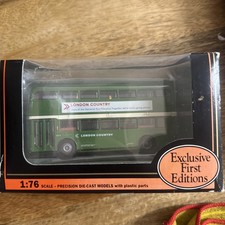 LONDON COUNTRY
LONDON COUNTRY
Exclusive
First
Editions
1:76 SCALE - PRECISION DIE-CAST MODELS with plastic parts